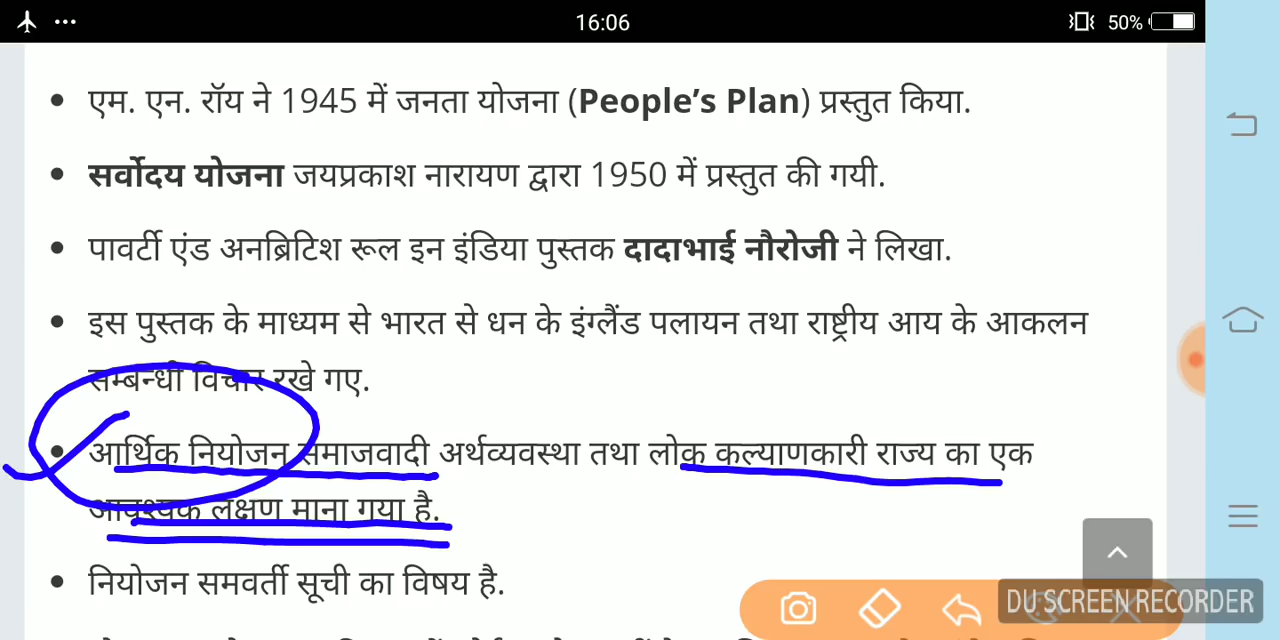 16:06
50%
एम. एन. रॉय ने 1945 में जनता योजना (People’s Plan) प्रस्तुत किया.
सर्वोदय योजना जयप्रकाश नारायण द्वारा 1950 में प्रस्तुत की गयी.
पावर्टी एंड अनब्रिटिश रूल इन इंडिया पुस्तक दादाभाई नौरोजी ने लिखा.
इस पुस्तक के माध्यम से भारत से धन के इंग्लैंड पलायन तथा राष्ट्रीय आय के आकलन
सम्बन्धी विचार रखे गए.
आर्थिक नियोजन समाजवादी अर्थव्यवस्था तथा लोक कल्याणकारी राज्य का एक
आवश्यक लक्षण माना गया है.
नियोजन समवर्ती सूची का विषय है.
DU SCREEN RECORDER